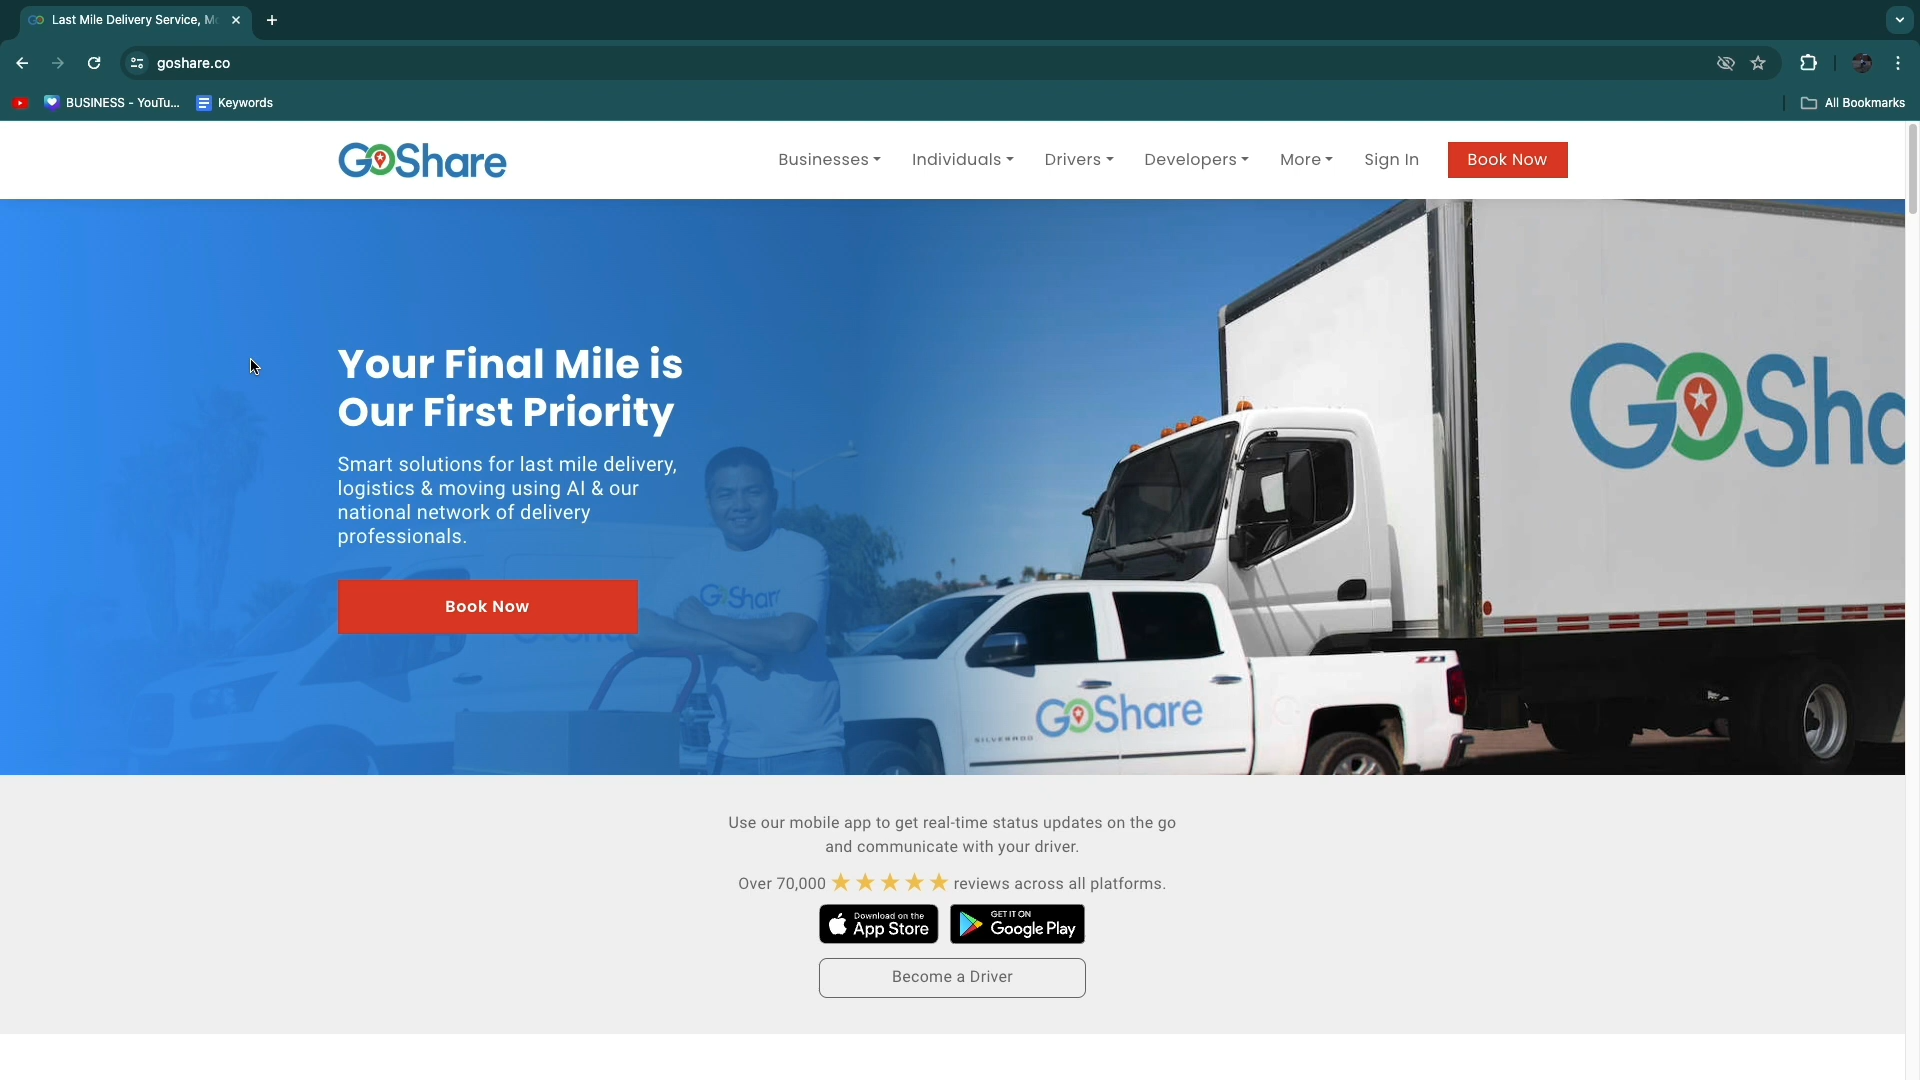 Last Mile Delivery Service, Mo
goshare.co
BUSINESS - YouTu...
Keywords
All Bookmarks
GoShare
Businesses
Individuals
Drivers
Developers
More
Sign In
Book Now
Your Final Mile is
Our First Priority
Smart solutions for last mile delivery,
logistics & moving using AI & our
national network of delivery
professionals.
Book Now
GoSha
GoShare
GoShare
SILVERADO
Z71
Use our mobile app to get real-time status updates on the go
and communicate with your driver.
Over 70,000
reviews across all platforms.
Download on the
App Store
GET IT ON
Google Play
Become a Driver